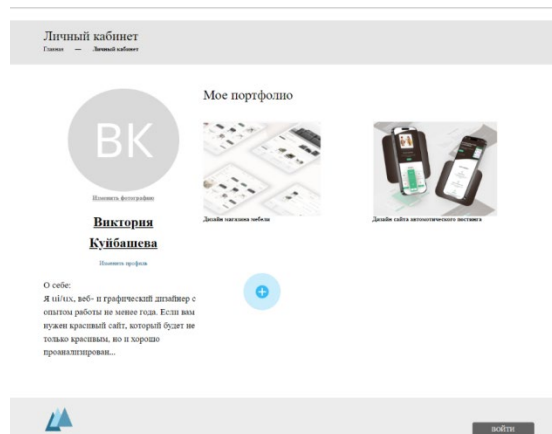 Личный кабинет
Главная — Личный кабинет
Мое портфолио
ВК
Изменить фотографию
Виктория
Куйбашева
Изменить профиль
О себе:
Я ui/ux, веб- и графический дизайнер с
опытом работы не менее года. Если вам
нужен красивый сайт, который будет не
только красивым, но и хорошо
проанализирован...
Дизайн магазина мебели
Дизайн сайта автоматического постинга
ВОЙТИ